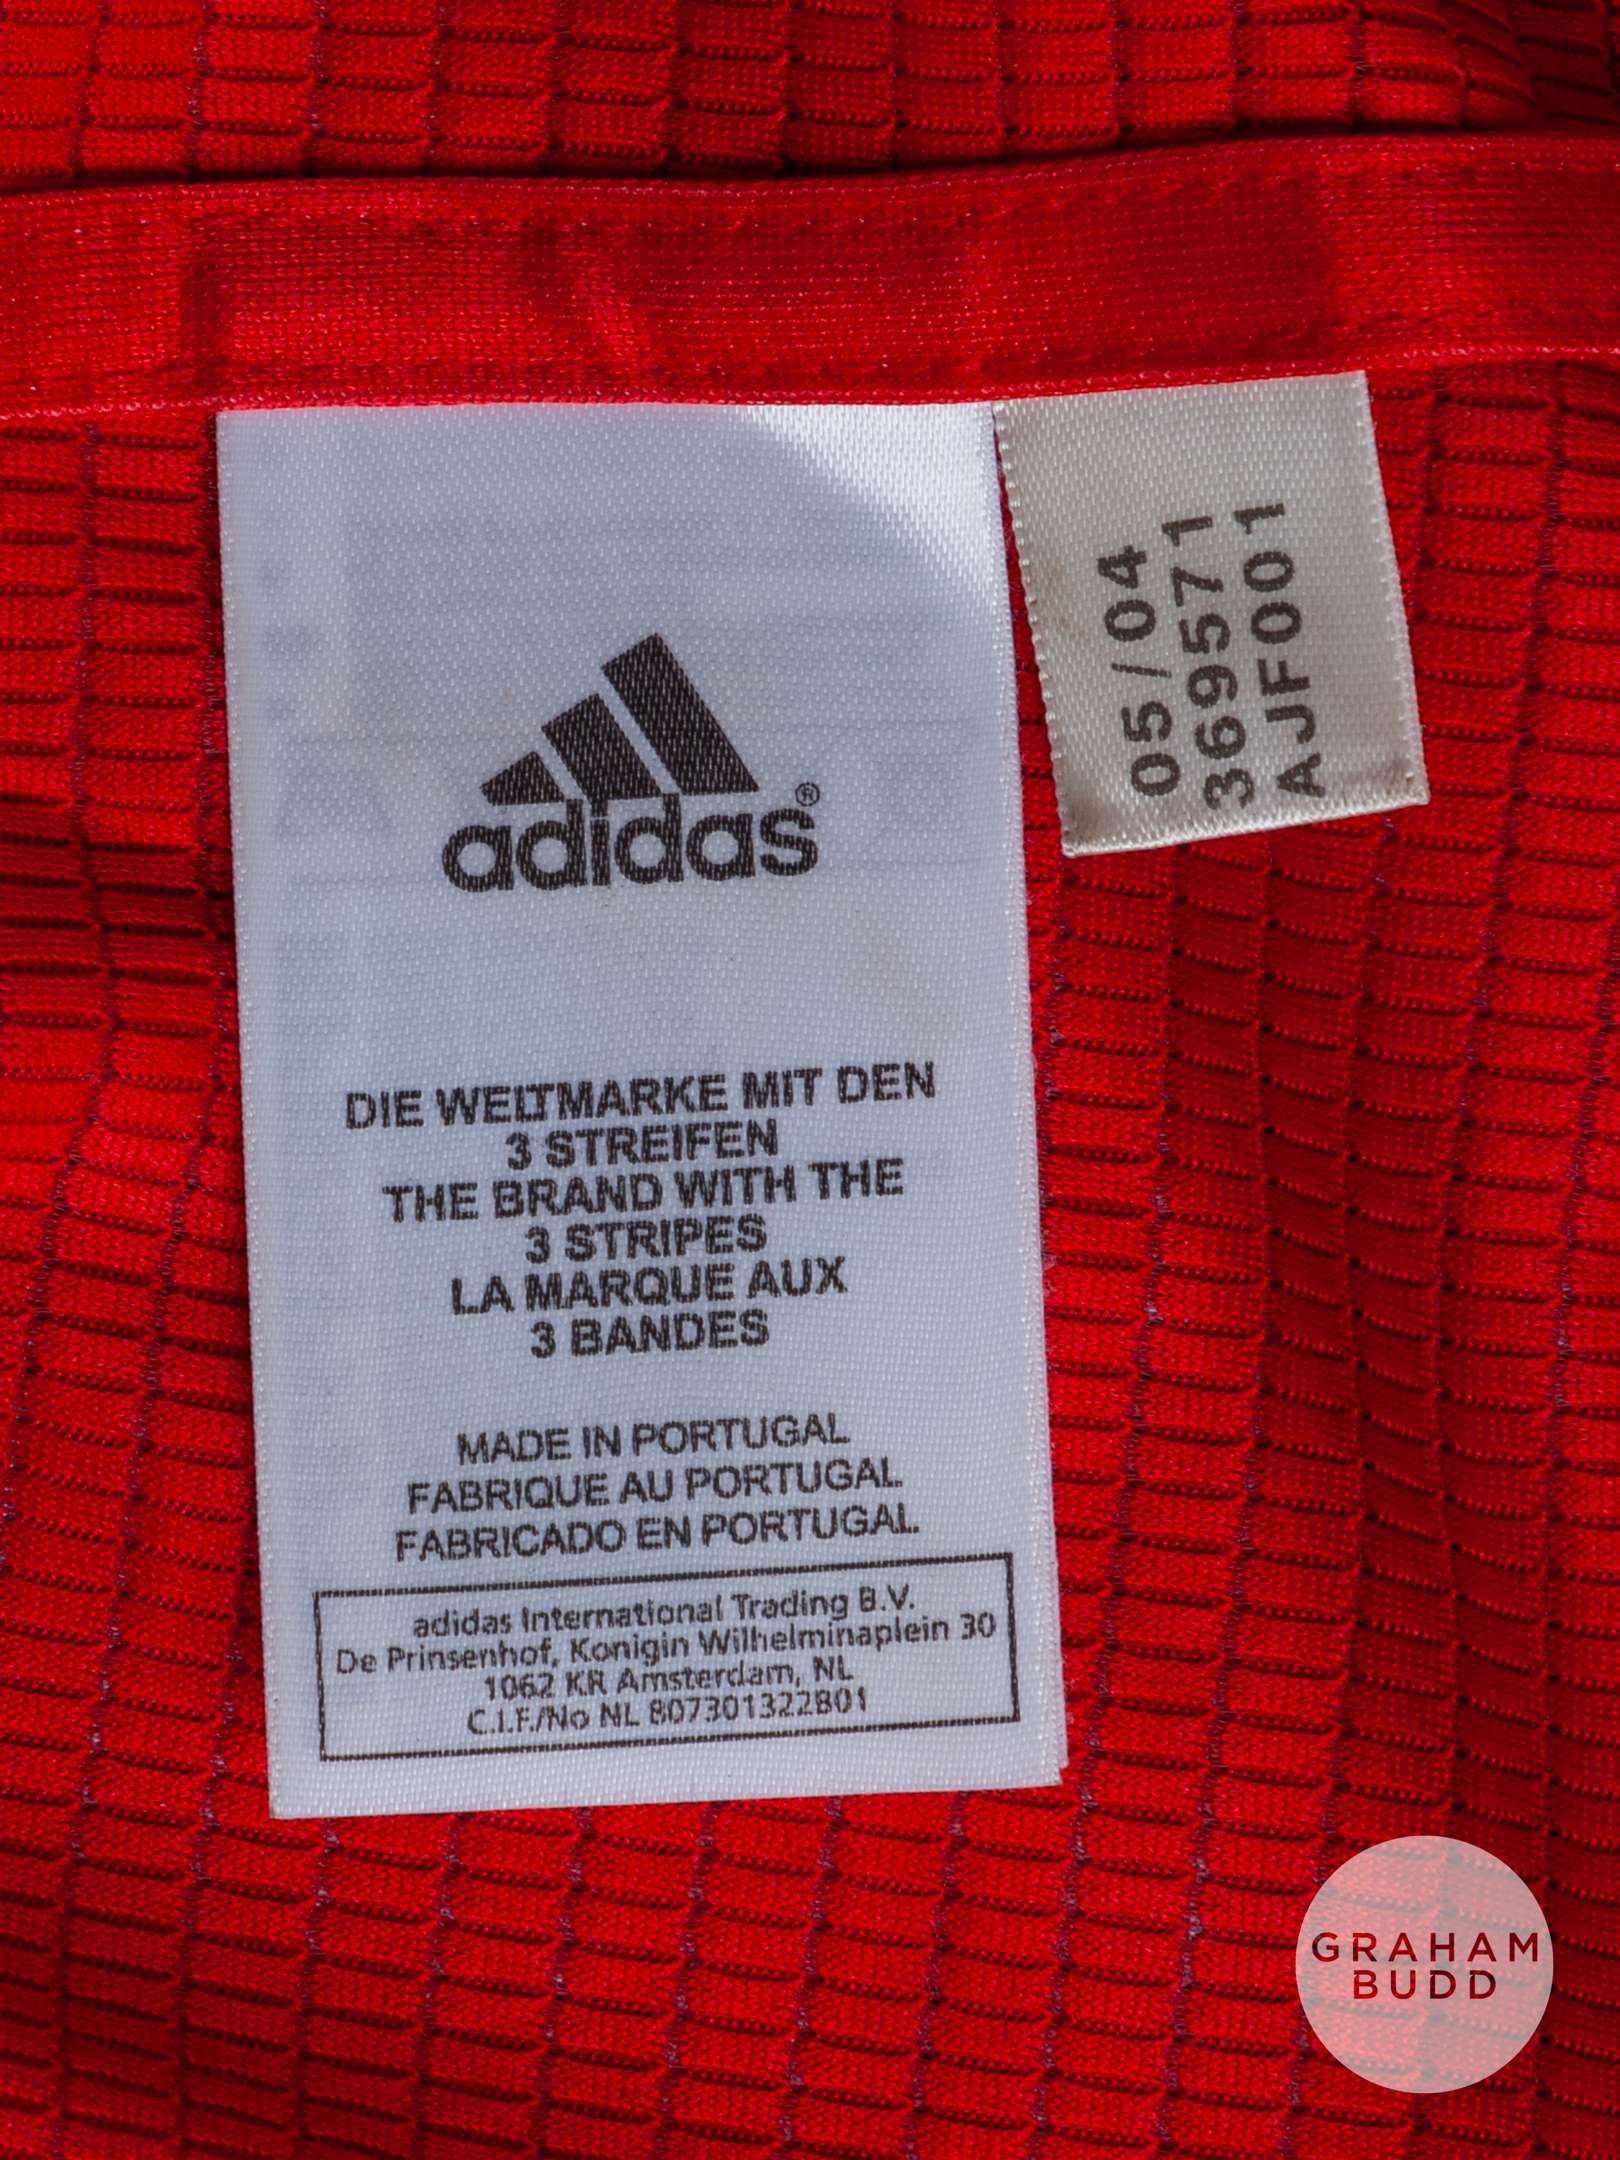 adidas®
DIE WELTMARKE MIT DEN
3 STREIFEN
THE BRAND WITH THE
3 STRIPES
LA MARQUE AUX
3 BANDES
MADE IN PORTUGAL
FABRIQUE AU PORTUGAL
FABRICADO EN PORTUGAL
adidas International Trading B.V.
De Prinsenhof, Konigin Wilhelminaplein 30
1062 KR Amsterdam, NL
C.I.F./No NL 807301322B01
05/04
369571
AJF001
GRAHAM
BUDD